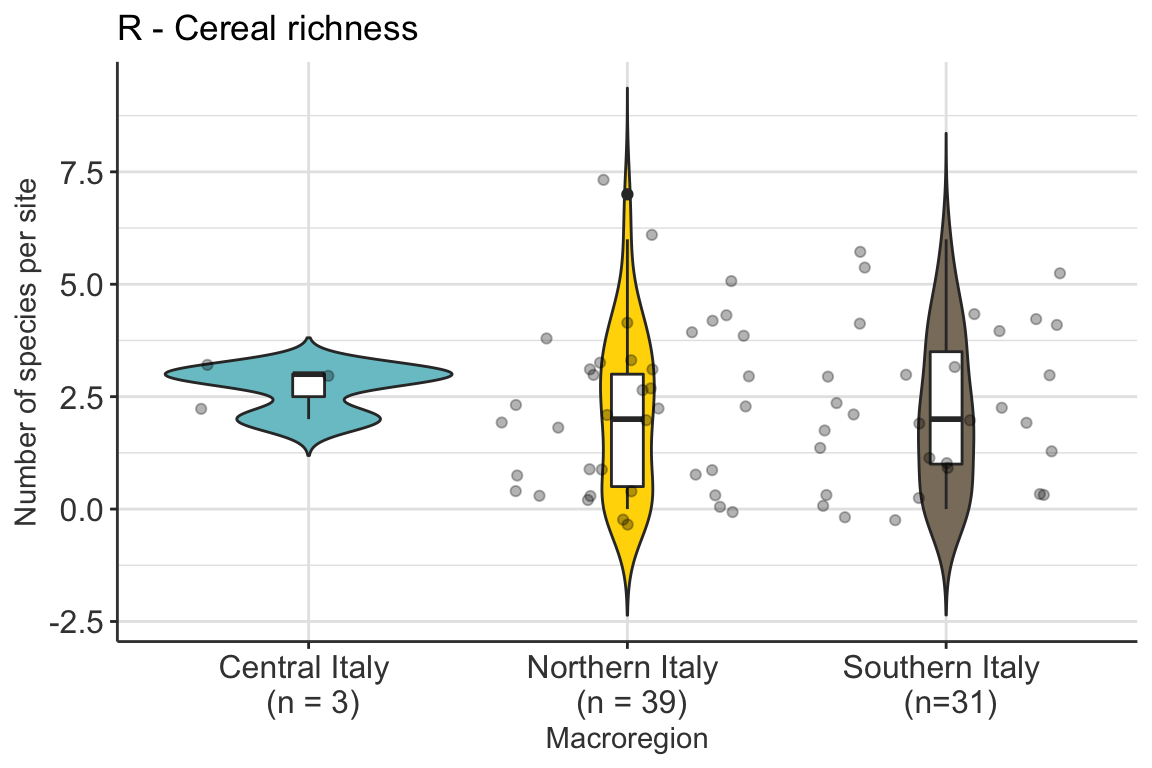 R - Cereal richness
Number of species per site
7.5
5.0
2.5
0.0
-2.5
Central Italy
(n = 3)
Northern Italy
(n = 39)
Southern Italy
(n=31)
Macroregion